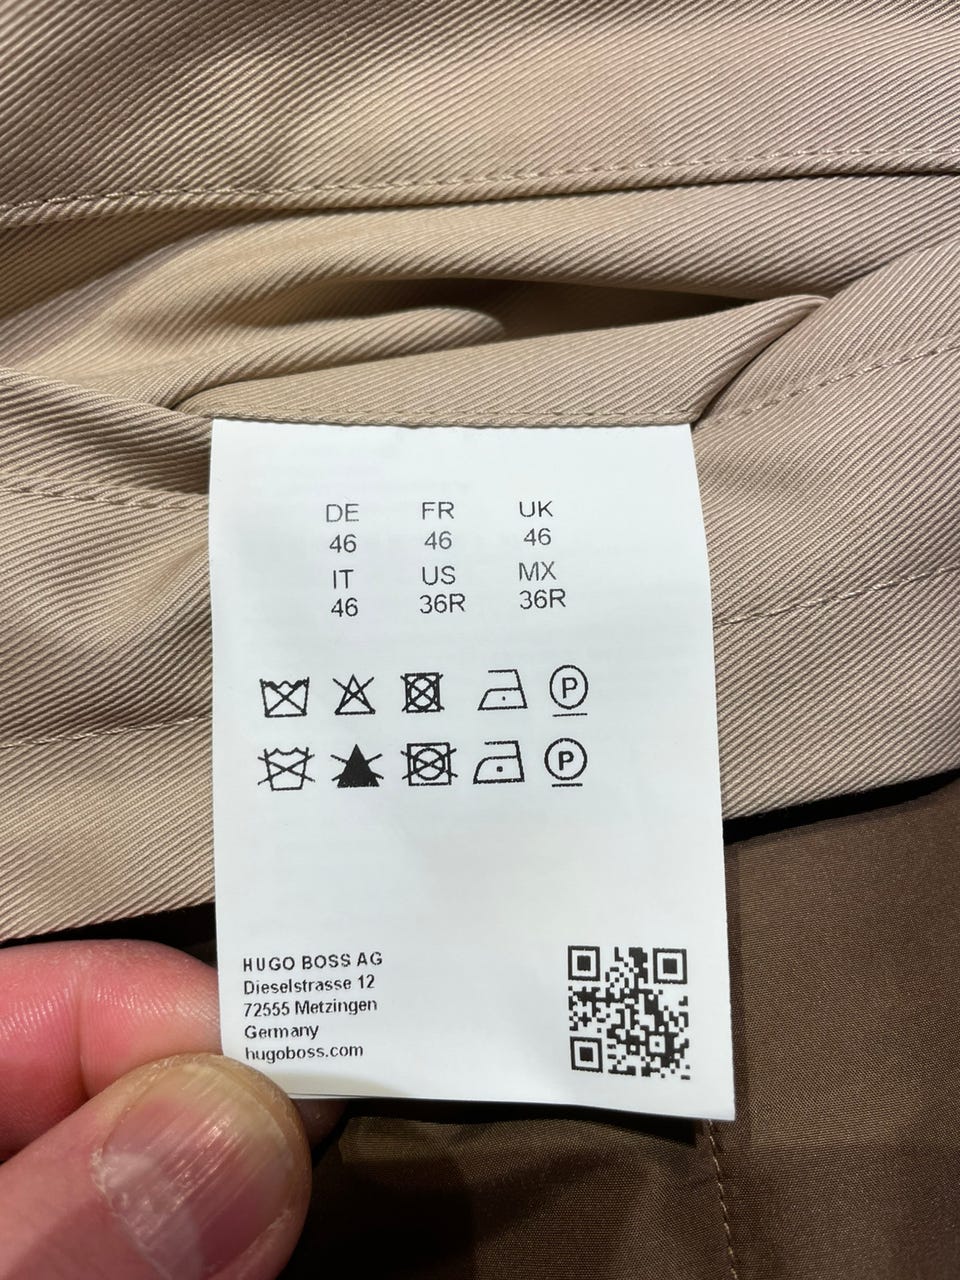 DE FR UK
46 46 46
IT US MX
46 36R 36R
P
P
HUGO BOSS AG
Dieselstrasse 12
72555 Metzingen
Germany
hugoboss.com